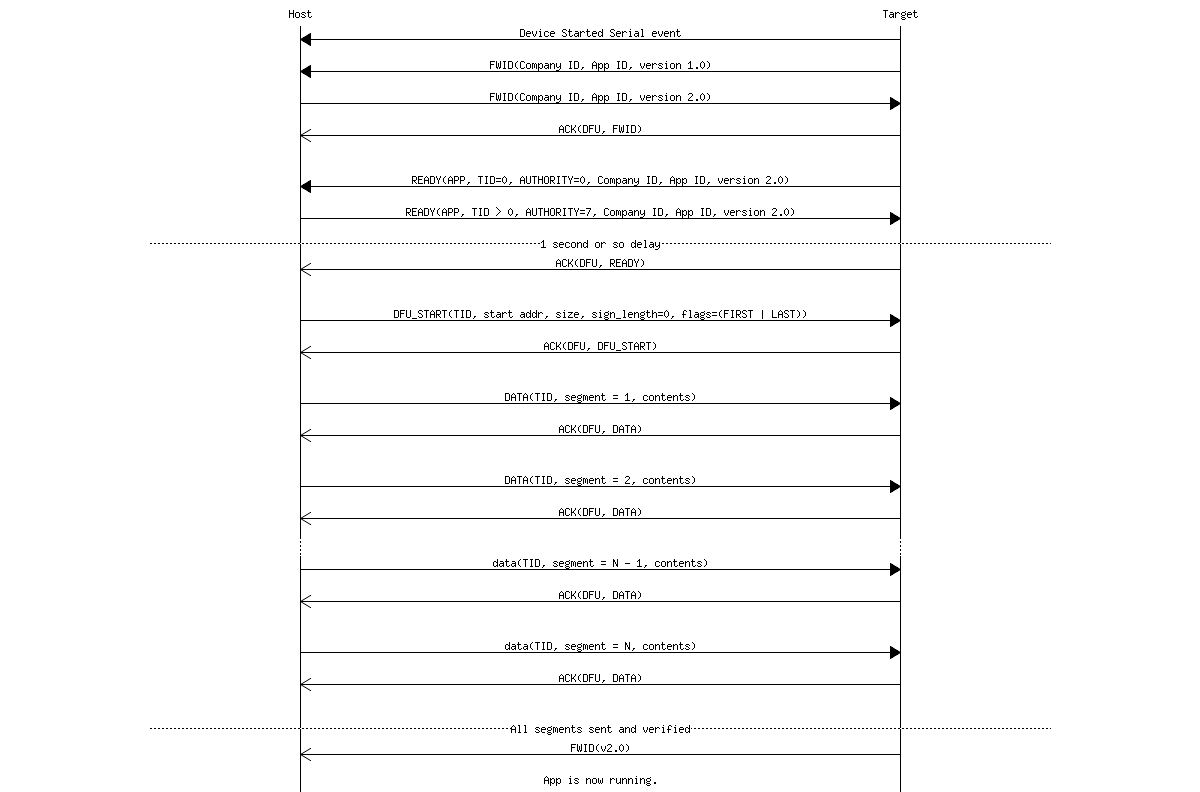 Host Target
Device Started Serial event
FWID(Company ID, App ID, version 1.0)
FWID(Company ID, App ID, version 2.0)
ACK(DFU, FWID)
READY(APP, TID=0, AUTHORITY=0, Company ID, App ID, version 2.0)
READY(APP, TID > 0, AUTHORITY=7, Company ID, App ID, version 2.0)
1 second or so delay
ACK(DFU, READY)
DFU_START(TID, start addr, size, sign_length=0, flags=(FIRST | LAST))
ACK(DFU, DFU_START)
DATA(TID, segment = 1, contents)
ACK(DFU, DATA)
DATA(TID, segment = 2, contents)
ACK(DFU, DATA)
data(TID, segment = N - 1, contents)
ACK(DFU, DATA)
data(TID, segment = N, contents)
ACK(DFU, DATA)
All segments sent and verified
FWID(v2.0)
App is now running.